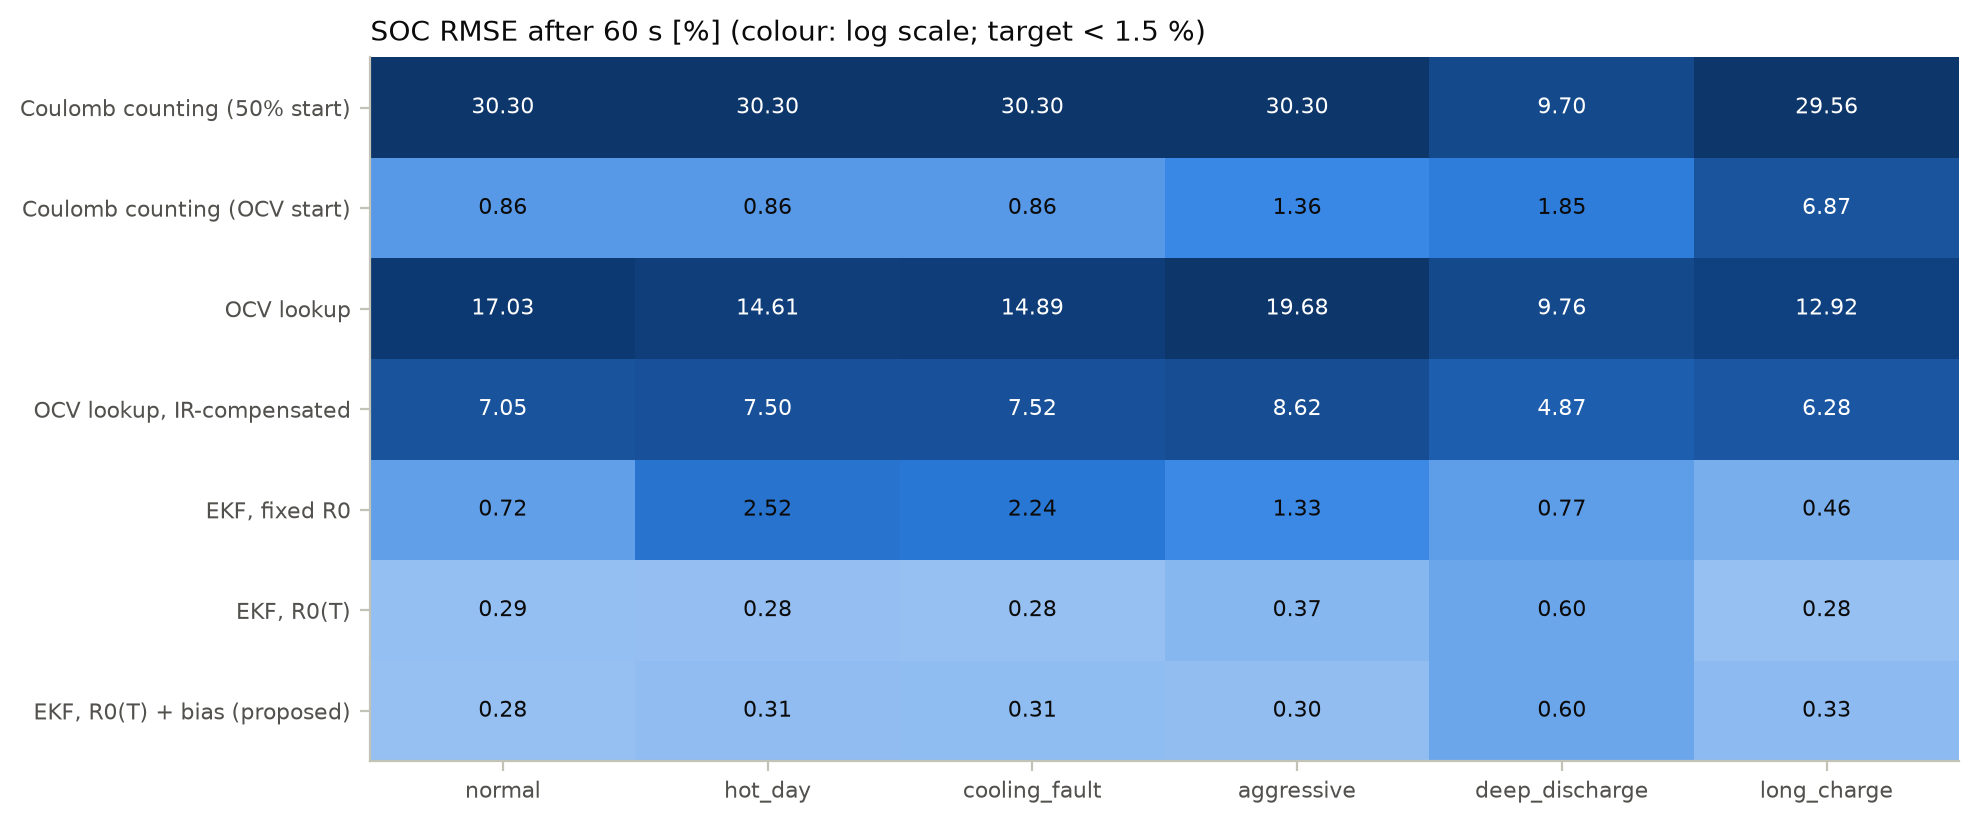 SOC RMSE after 60 s [%] (colour: log scale; target < 1.5 %)
Coulomb counting (50% start) 30.30 30.30 30.30 30.30 9.70 29.56
Coulomb counting (OCV start) 0.86 0.86 0.86 1.36 1.85 6.87
OCV lookup 17.03 14.61 14.89 19.68 9.76 12.92
OCV lookup, IR-compensated 7.05 7.50 7.52 8.62 4.87 6.28
EKF, fixed R0 0.72 2.52 2.24 1.33 0.77 0.46
EKF, R0(T) 0.29 0.28 0.28 0.37 0.60 0.28
EKF, R0(T) + bias (proposed) 0.28 0.31 0.31 0.30 0.60 0.33
normal hot_day cooling_fault aggressive deep_discharge long_charge